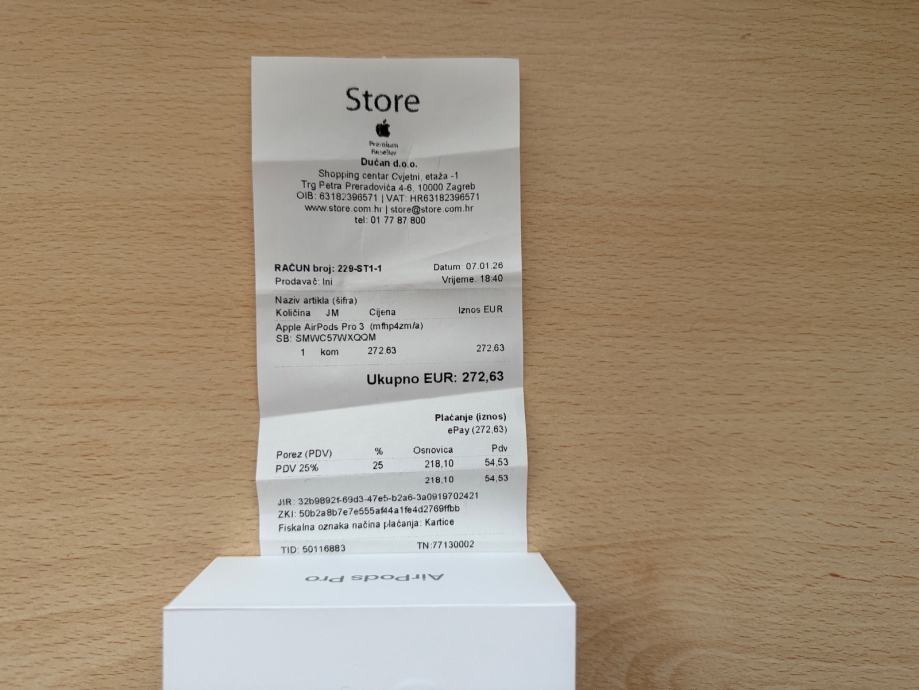 Store
Premium
Reseller
Dućan d.o.o.
Shopping centar Cvjetni, etaža -1
Trg Petra Preradovića 4-6, 10000 Zagreb
OIB: 63182396571 | VAT: HR63182396571
www.store.com.hr | store@store.com.hr
tel: 01 77 87 800
RAČUN broj: 229-ST1-1 Datum: 07.01.26
Prodavač: Ini Vrijeme: 18:40
Naziv artikla (šifra)
Količina JM Cijena Iznos EUR
Apple AirPods Pro 3 (mfhp4zm/a)
SB: SMWC57WXQQM
1 kom 272,63 272,63
Ukupno EUR: 272,63
Plaćanje (iznos)
ePay (272,63)
Porez (PDV) % Osnovica Pdv
PDV 25% 25 218,10 54,53
218,10 54,53
JIR: 32b9892f-69d3-47e5-b2a6-3a0919702421
ZKI: 50b2a8b7e7e555af44a1fe4d2769ffbb
Fiskalna oznaka načina plaćanja: Kartice
TID: 50116883 TN:77130002
AirPods Pro